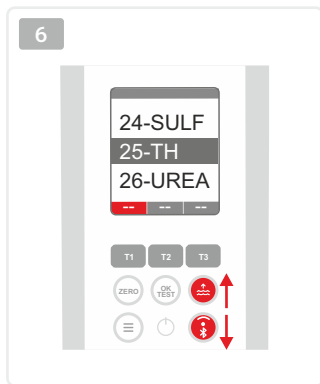 6
24-SULF
25-TH
26-UREA
-- -- --
T1 T2 T3
ZERO OK TEST